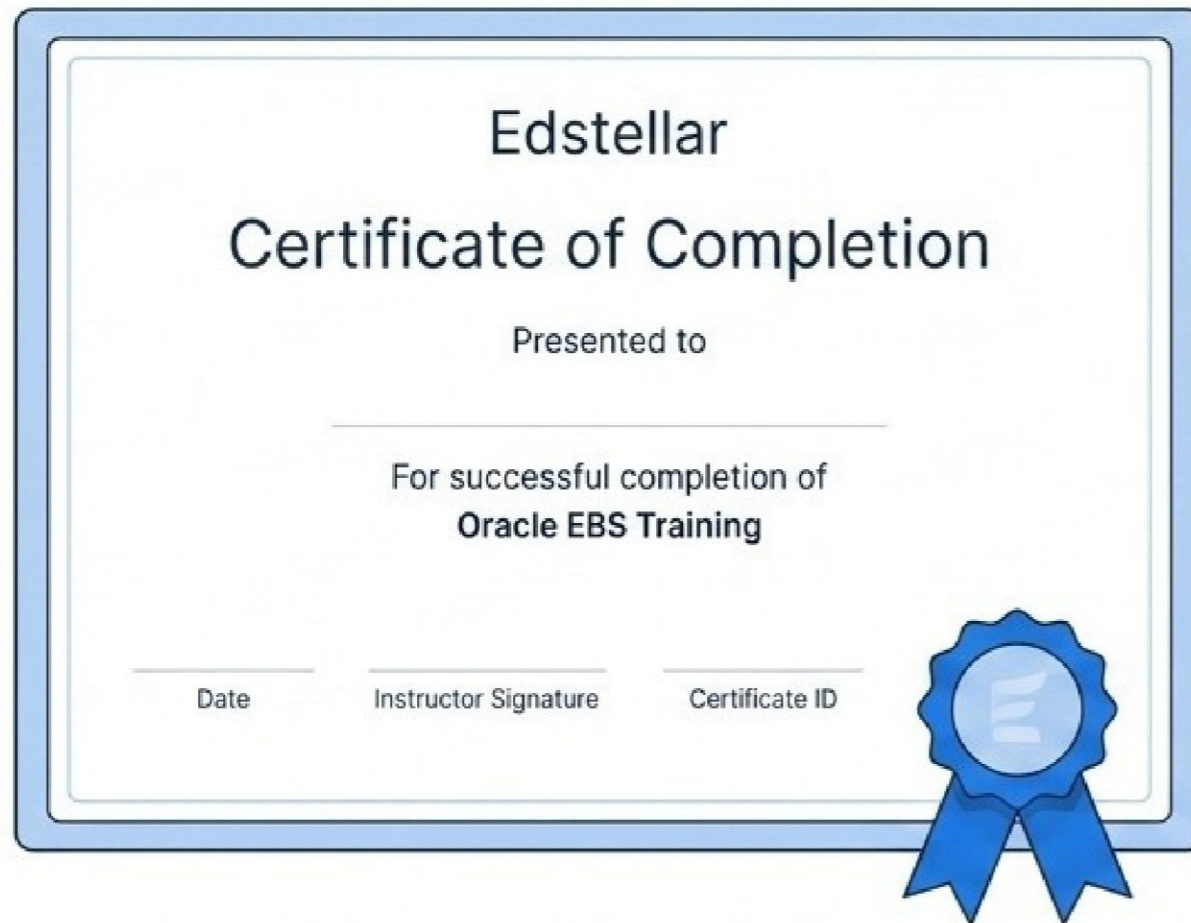 Edstellar
Certificate of Completion
Presented to
For successful completion of
Oracle EBS Training
Date
Instructor Signature
Certificate ID
E